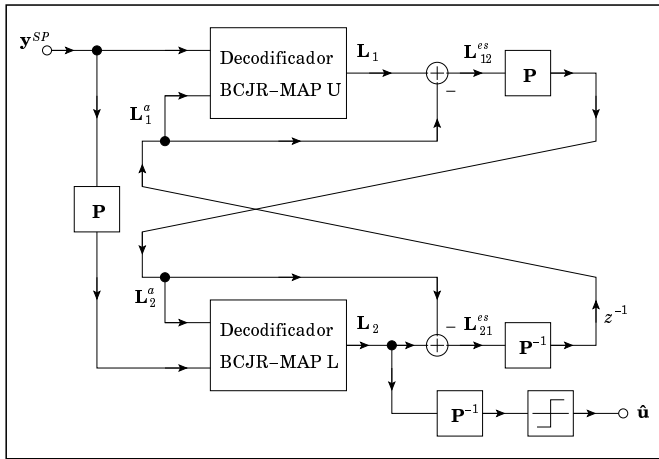 y^SP
Decodificador
BCJR–MAP U
L_1
L_12^es
P
–
L_1^a
P
L_2^a
Decodificador
BCJR–MAP L
L_2
–
L_21^es
P^–1
z^–1
P^–1
û